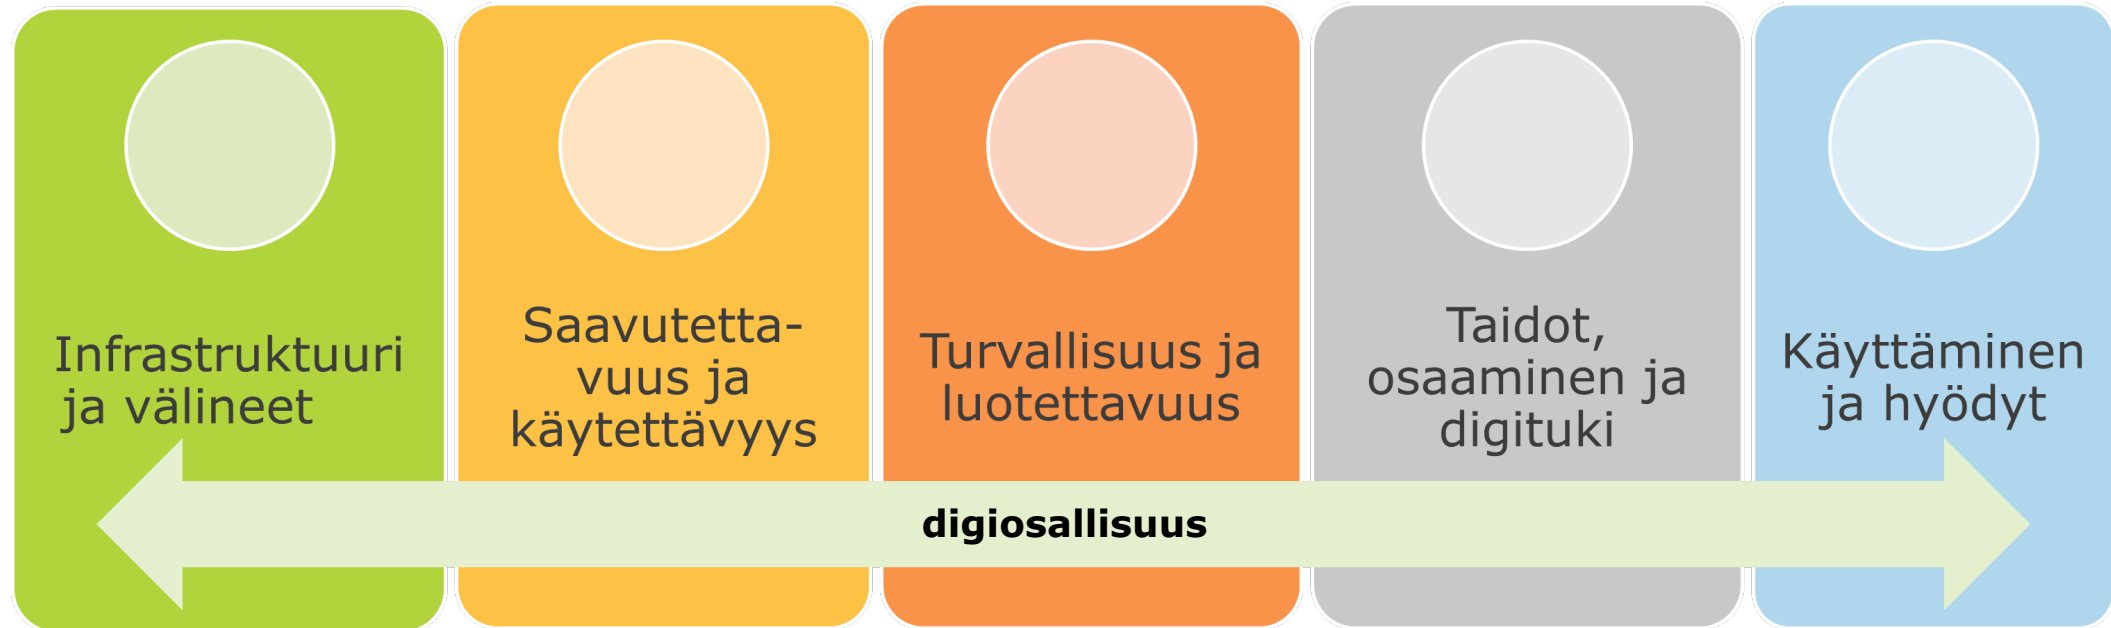 Infrastruktuuri
ja välineet
Saavutetta-
vuus ja
käytettävyys
Turvallisuus ja
luotettavuus
Taidot,
osaaminen ja
digituki
Käyttäminen
ja hyödyt
digiosallisuus